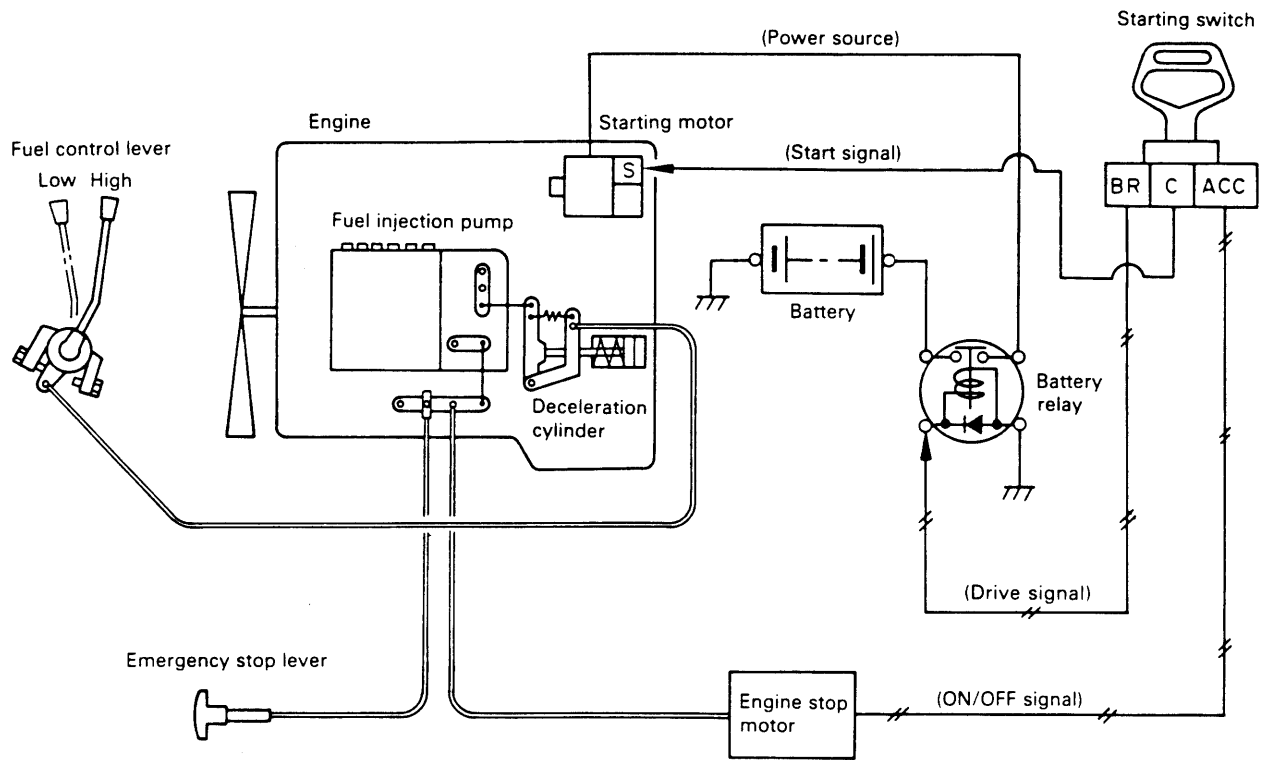 Starting switch
(Power source)
Engine
Starting motor
Fuel control lever
Low High
(Start signal)
S
BR C ACC
Fuel injection pump
Battery
Battery
relay
Deceleration
cylinder
(Drive signal)
Emergency stop lever
Engine stop
motor
(ON/OFF signal)